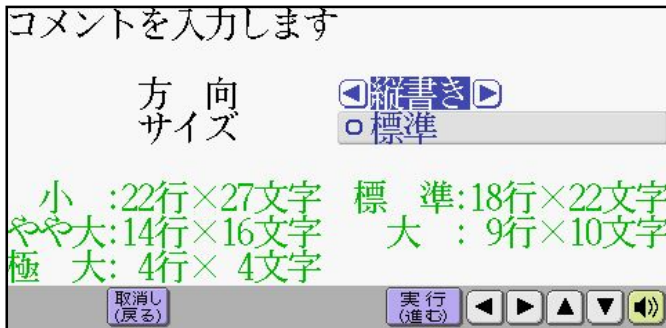 コメントを入力します
方 向 縦書き
サイズ 標準
小 :22行×27文字 標 準:18行×22文字
やや大:14行×16文字 大 : 9行×10文字
極 大: 4行× 4文字
取消し 実行
(戻る) (進む)